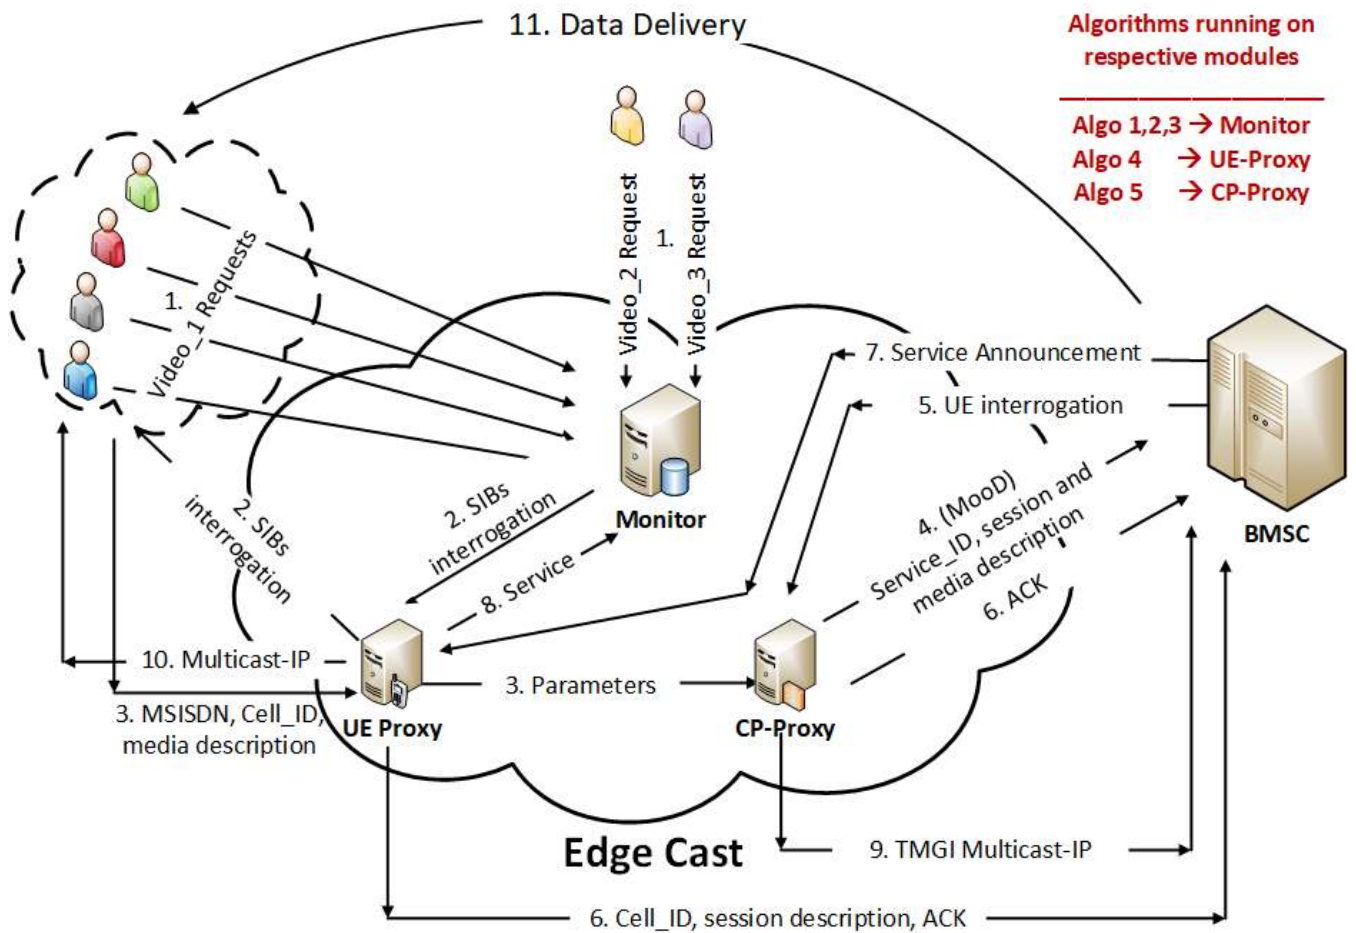 11. Data Delivery
Algorithms running on
respective modules
Algo 1,2,3 → Monitor
Algo 4 → UE-Proxy
Algo 5 → CP-Proxy
Video_2 Request
1.
Video_3 Request
1.
Video_1 Requests
7. Service Announcement
5. UE interrogation
Monitor
BMSC
2. SIBs
interrogation
2. SIBs
interrogation
8. Service
4. (MooD)
Service_ID, session and
media description
6. ACK
10. Multicast-IP
3. Parameters
3. MSISDN, Cell_ID,
media description
UE Proxy
CP-Proxy
Edge Cast
9. TMGI Multicast-IP
6. Cell_ID, session description, ACK